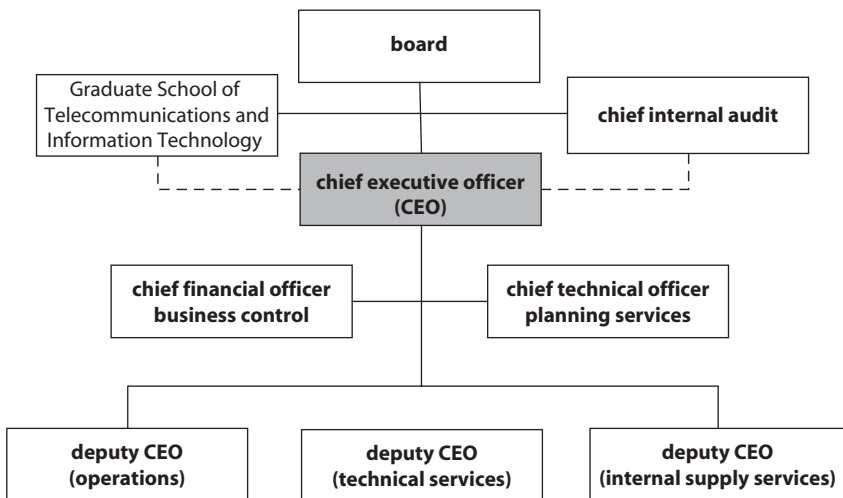 board
Graduate School of
Telecommunications and
Information Technology
chief internal audit
chief executive officer
(CEO)
chief financial officer
business control
chief technical officer
planning services
deputy CEO
(operations)
deputy CEO
(technical services)
deputy CEO
(internal supply services)